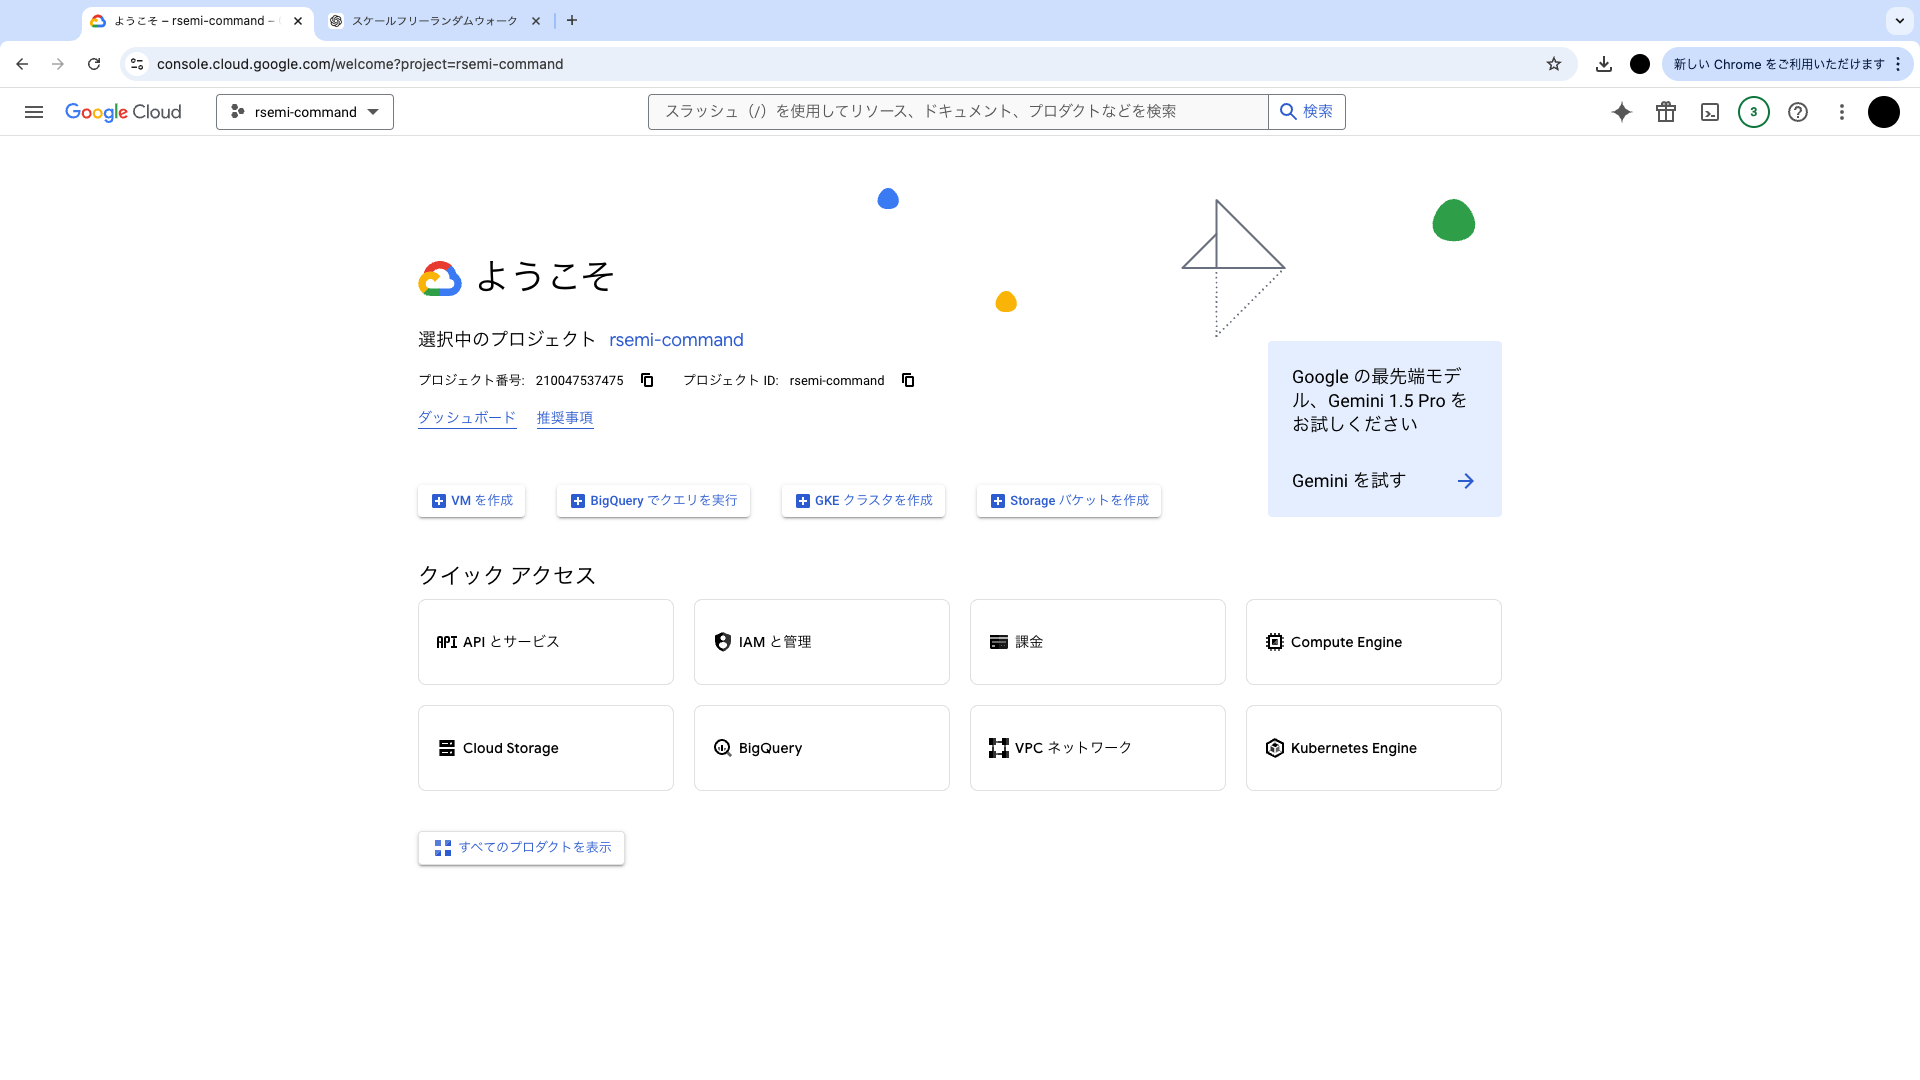 ようこそ – rsemi-command –
スケールフリーランダムウォーク
console.cloud.google.com/welcome?project=rsemi-command
新しい Chrome をご利用いただけます
Google Cloud
rsemi-command
スラッシュ（/）を使用してリソース、ドキュメント、プロダクトなどを検索
検索
3
ようこそ
選択中のプロジェクト rsemi-command
プロジェクト番号: 210047537475 プロジェクト ID: rsemi-command
ダッシュボード 推奨事項
Google の最先端モデ
ル、Gemini 1.5 Pro を
お試しください
Gemini を試す
VM を作成
BigQuery でクエリを実行
GKE クラスタを作成
Storage バケットを作成
クイック アクセス
API API とサービス
IAM と管理
課金
Compute Engine
Cloud Storage
BigQuery
VPC ネットワーク
Kubernetes Engine
すべてのプロダクトを表示